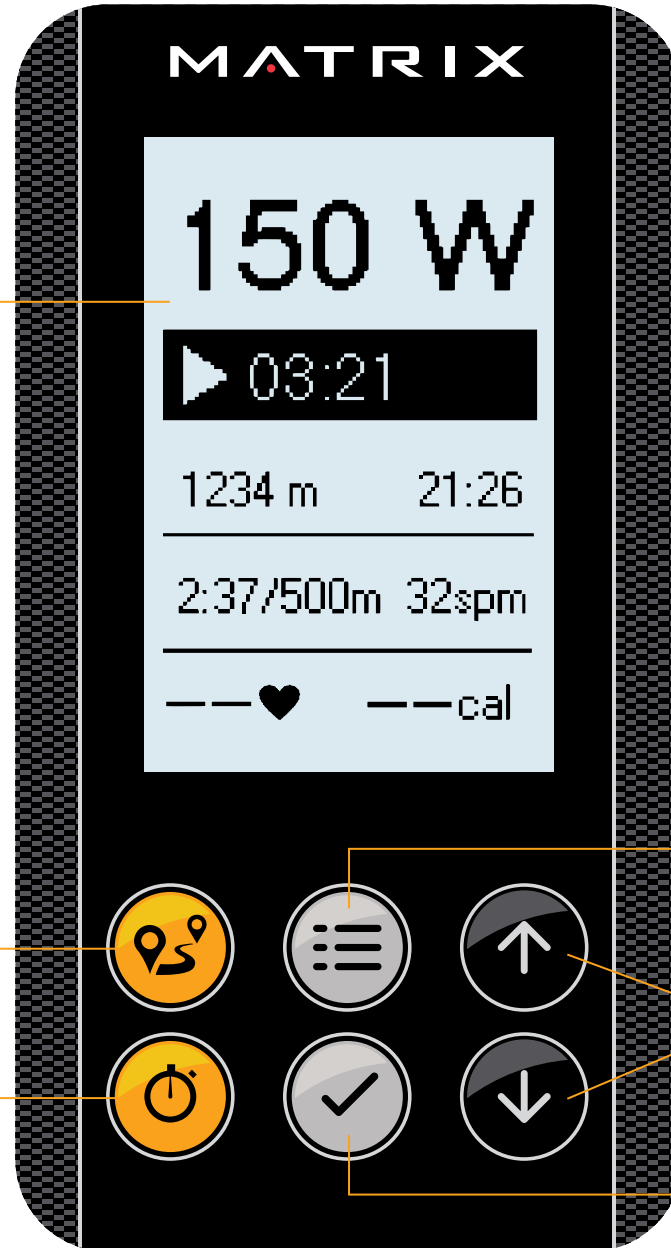 MATRIX
150 W
03:21
1234 m 21:26
2:37/500m 32spm
-- ♥ --cal